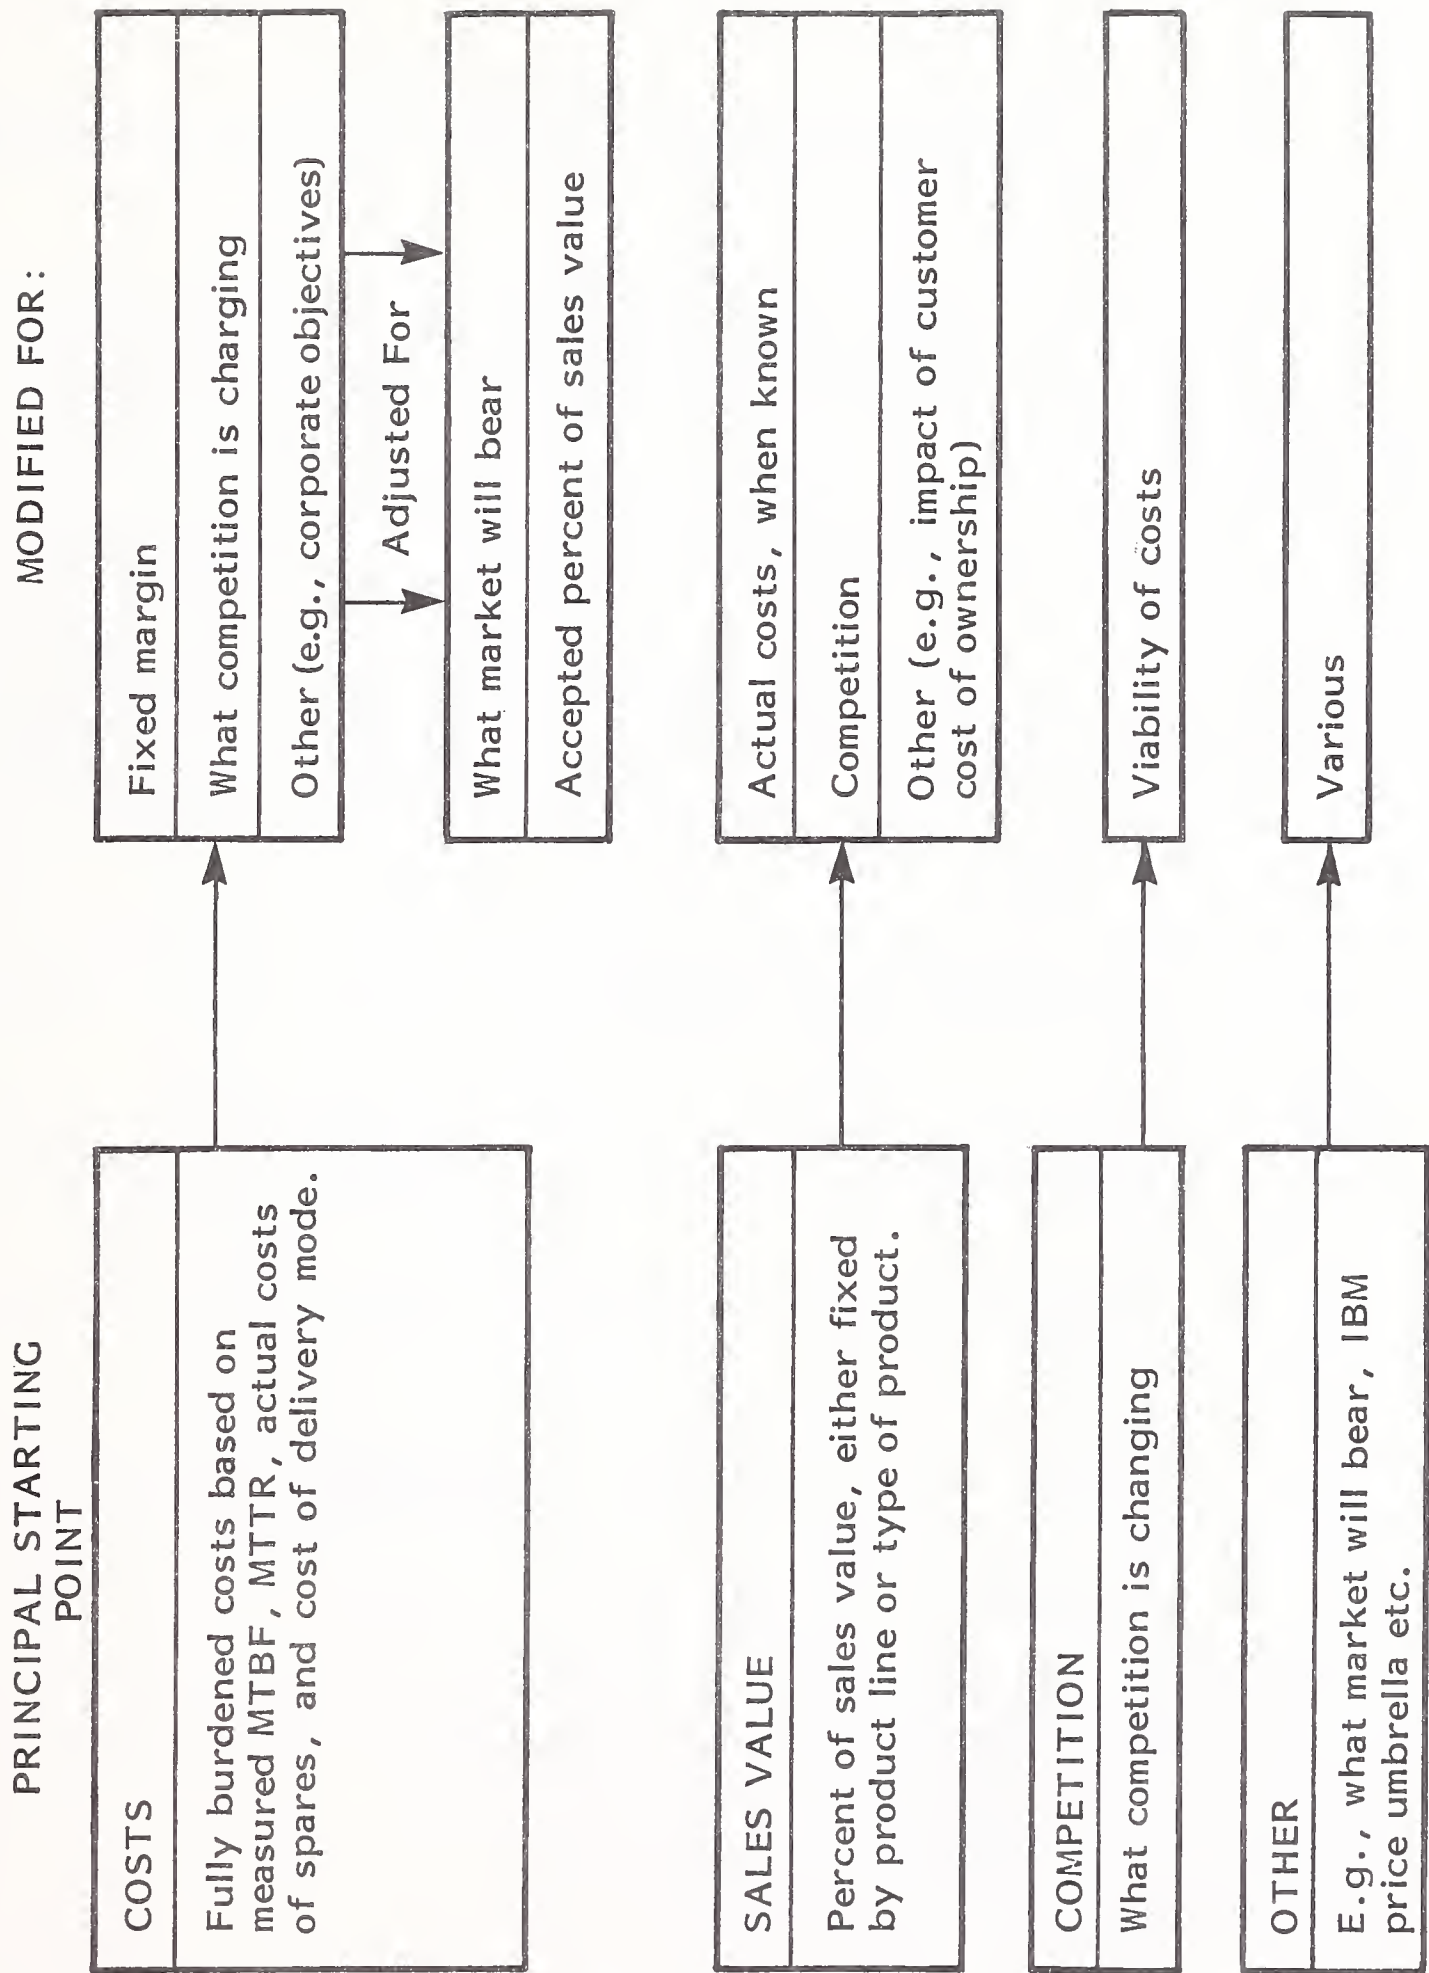 PRINCIPAL STARTING
POINT
MODIFIED FOR:
COSTS
Fully burdened costs based on
measured MTBF, MTTR, actual costs
of spares, and cost of delivery mode.
Fixed margin
What competition is charging
Other (e.g., corporate objectives)
Adjusted For
What market will bear
Accepted percent of sales value
SALES VALUE
Percent of sales value, either fixed
by product line or type of product.
Actual costs, when known
Competition
Other (e.g., impact of customer
cost of ownership)
COMPETITION
What competition is changing
Viability of costs
OTHER
E.g., what market will bear, IBM
price umbrella etc.
Various